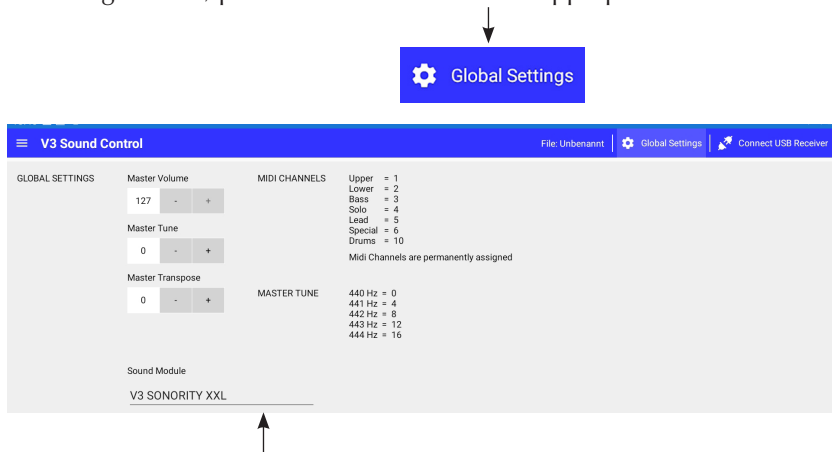 Global Settings
V3 Sound Control File: Unbenannt Global Settings Connect USB Receiver
GLOBAL SETTINGS
Master Volume
127 - +
Master Tune
0 - +
Master Transpose
0 - +
MIDI CHANNELS
Upper = 1
Lower = 2
Bass = 3
Solo = 4
Lead = 5
Special = 6
Drums = 10
Midi Channels are permanently assigned
MASTER TUNE
440 Hz = 0
441 Hz = 4
442 Hz = 8
443 Hz = 12
444 Hz = 16
Sound Module
V3 SONORITY XXL